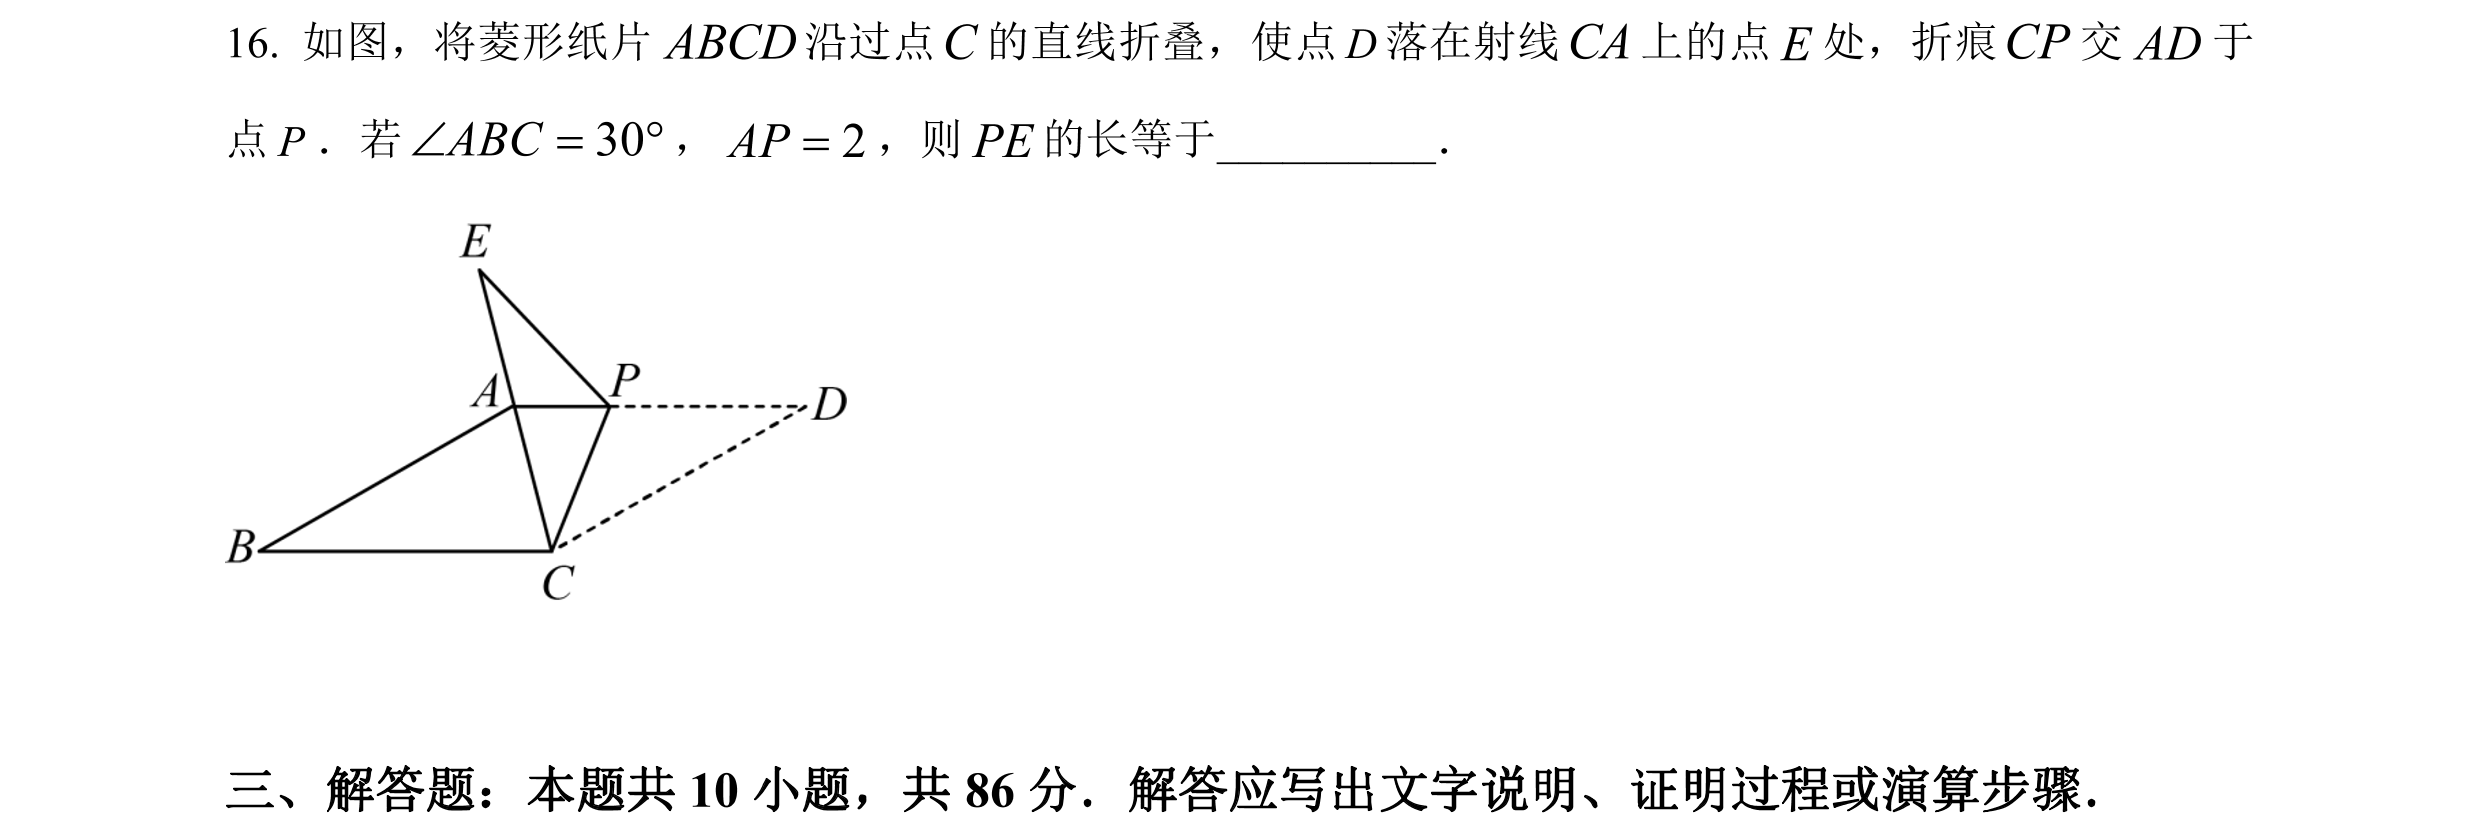 16. 如图，将菱形纸片 ABCD 沿过点 C 的直线折叠，使点 D 落在射线 CA 上的点 E 处，折痕 CP 交 AD 于
点 P． 若 ∠ABC = 30°， AP = 2，则 PE 的长等于__________．
E
A
P
D
B
C
三、解答题：本题共 10 小题，共 86 分．解答应写出文字说明、证明过程或演算步骤．